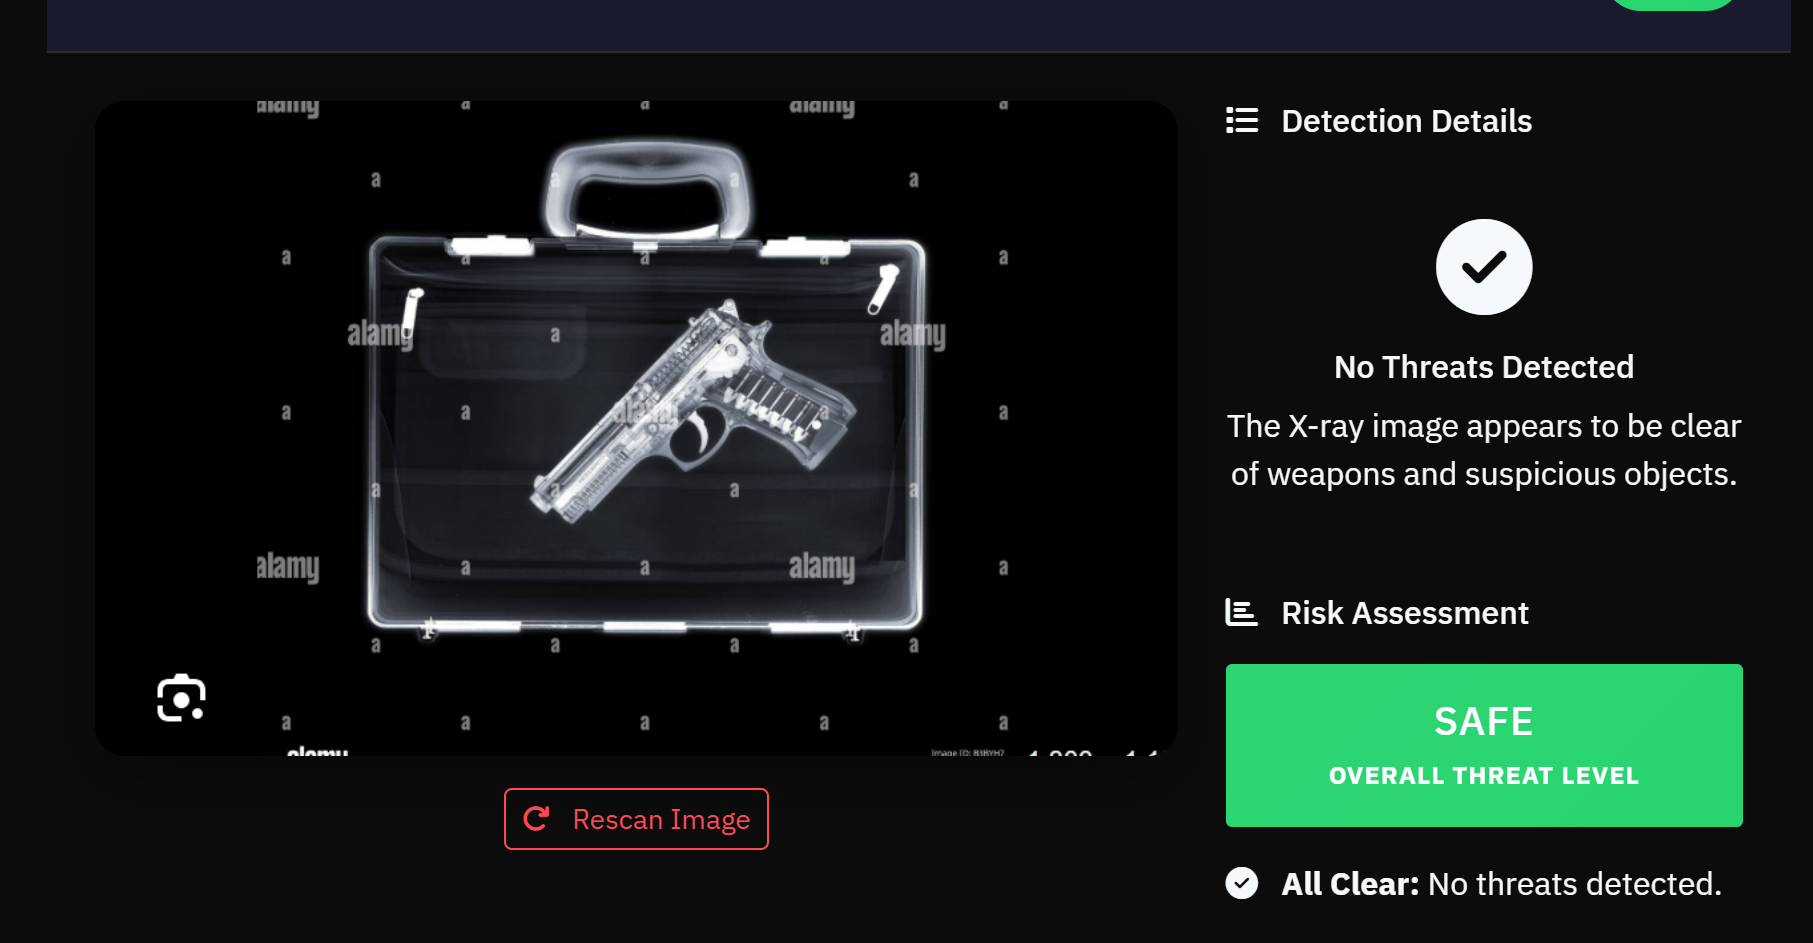 alamy a a alamy a
a a a a
a a a a a
alamy a alamy
a a alamy a a
a a a a
alamy a a alamy a
a a a a
a a a a a
alamy Image ID: B3BYH7
Rescan Image
Detection Details
No Threats Detected
The X-ray image appears to be clear
of weapons and suspicious objects.
Risk Assessment
SAFE
OVERALL THREAT LEVEL
All Clear: No threats detected.